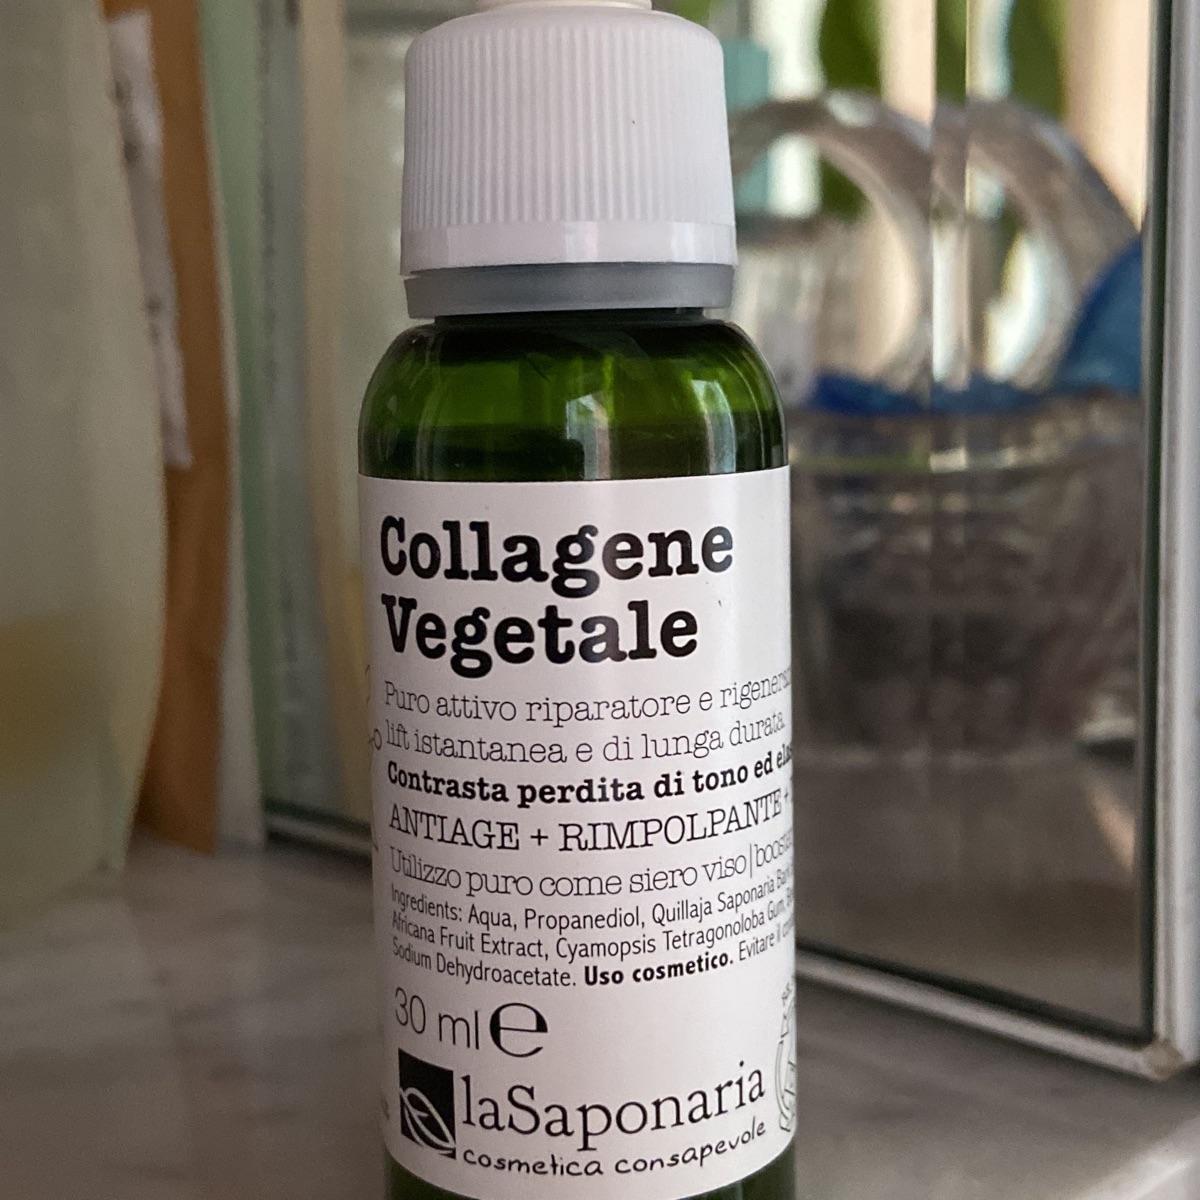 Collagene
Vegetale
Puro attivo riparatore e
lift istantanea e di lunga durata.
Contrasta perdita di tono ed
ANTIAGE + RIMPOLPANTE +
Utilizzo puro come siero viso|
Ingredients: Aqua, Propanediol, Quillaja Saponaria
Africana Fruit Extract, Cyamopsis Tetragonoloba Gum,
Sodium Dehydroacetate. Uso cosmetico. Evitare il
30 ml e
laSaponaria
cosmetica consapevole